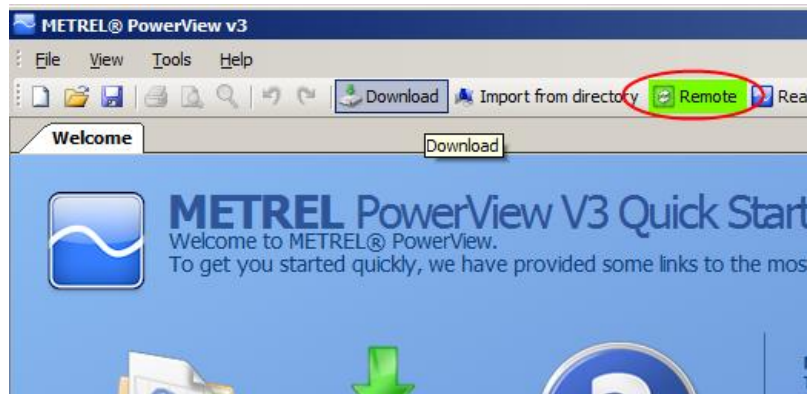 METREL® PowerView v3
File View Tools Help
Download Import from directory Remote Rea
Welcome
Download
METREL PowerView V3 Quick Start
Welcome to METREL® PowerView.
To get you started quickly, we have provided some links to the mos